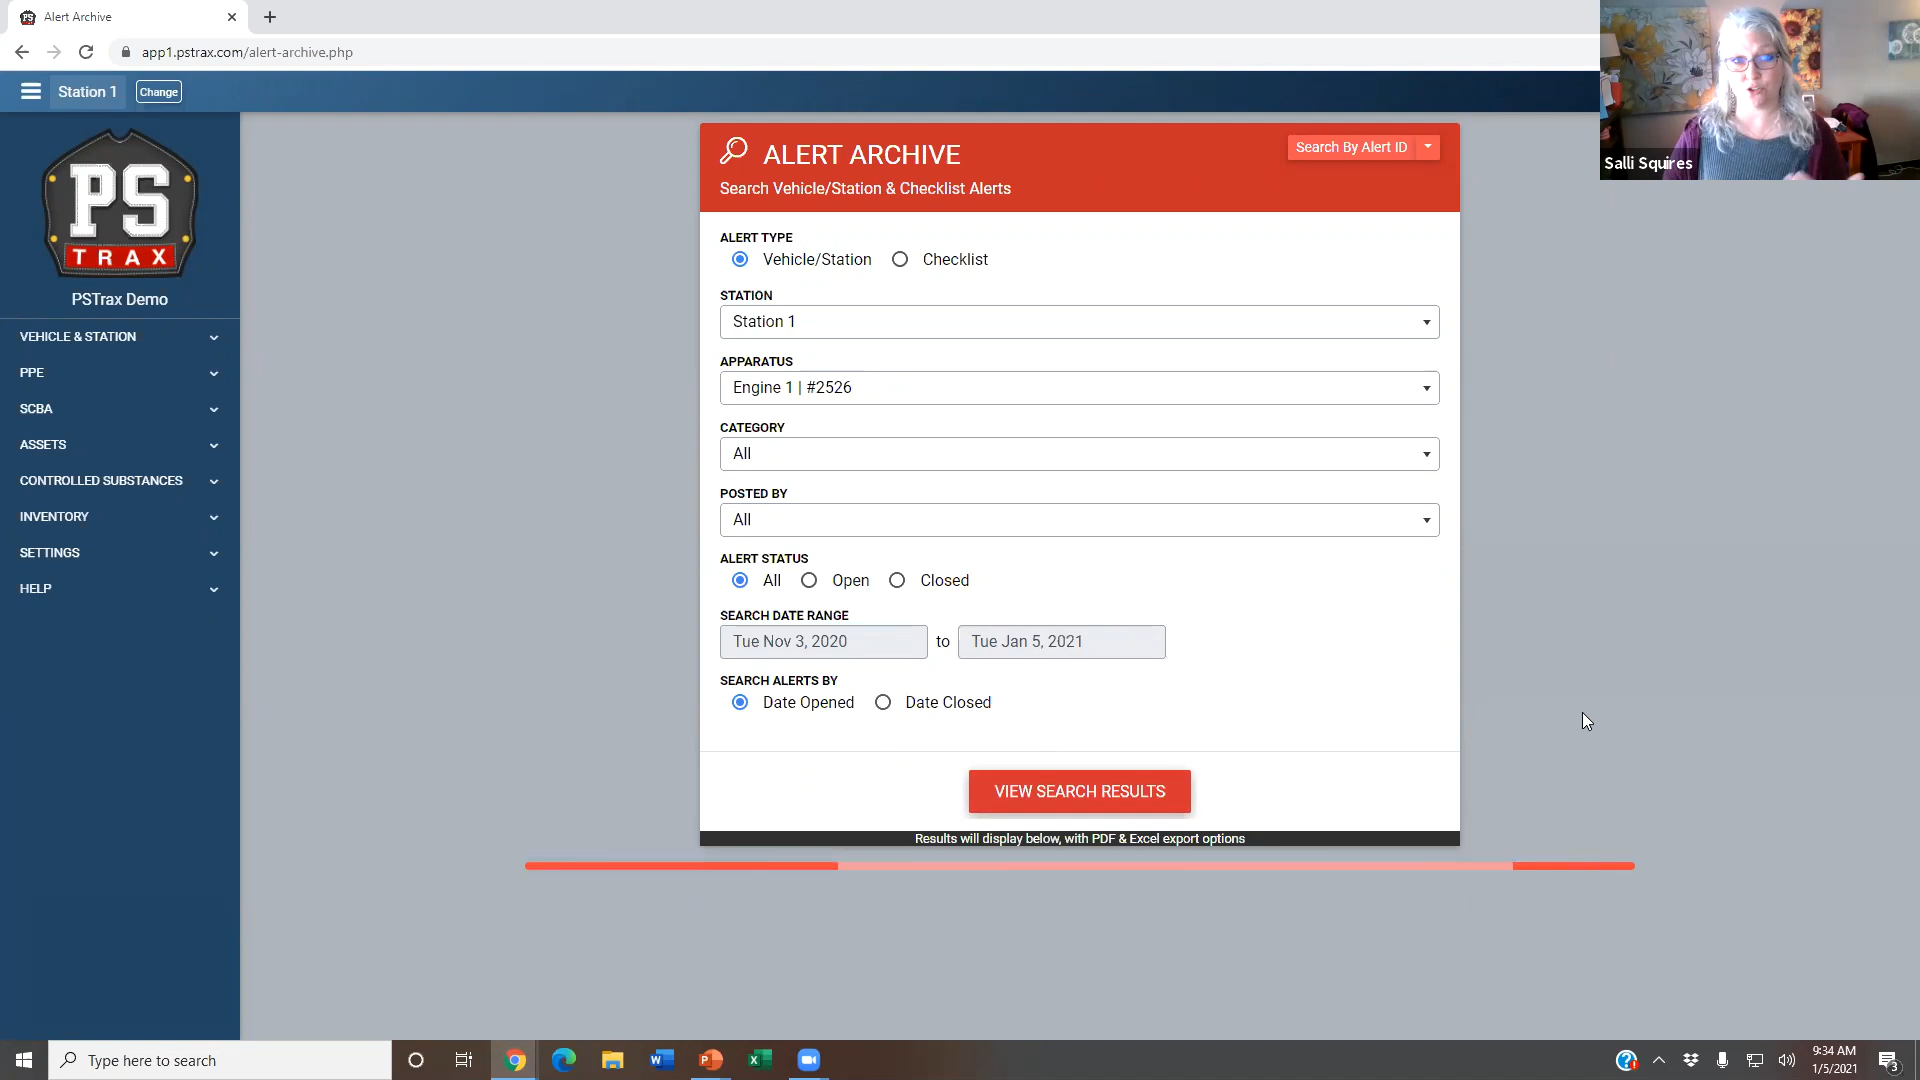 Alert Archive
app1.pstrax.com/alert-archive.php
Station 1 Change
PS
TRAX
PSTrax Demo
VEHICLE & STATION
PPE
SCBA
ASSETS
CONTROLLED SUBSTANCES
INVENTORY
SETTINGS
HELP
ALERT ARCHIVE
Search By Alert ID
Search Vehicle/Station & Checklist Alerts
ALERT TYPE
Vehicle/Station Checklist
STATION
Station 1
APPARATUS
Engine 1 | #2526
CATEGORY
All
POSTED BY
All
ALERT STATUS
All Open Closed
SEARCH DATE RANGE
Tue Nov 3, 2020 to Tue Jan 5, 2021
SEARCH ALERTS BY
Date Opened Date Closed
VIEW SEARCH RESULTS
Results will display below, with PDF & Excel export options
Salli Squires
Type here to search
9:34 AM
1/5/2021
3